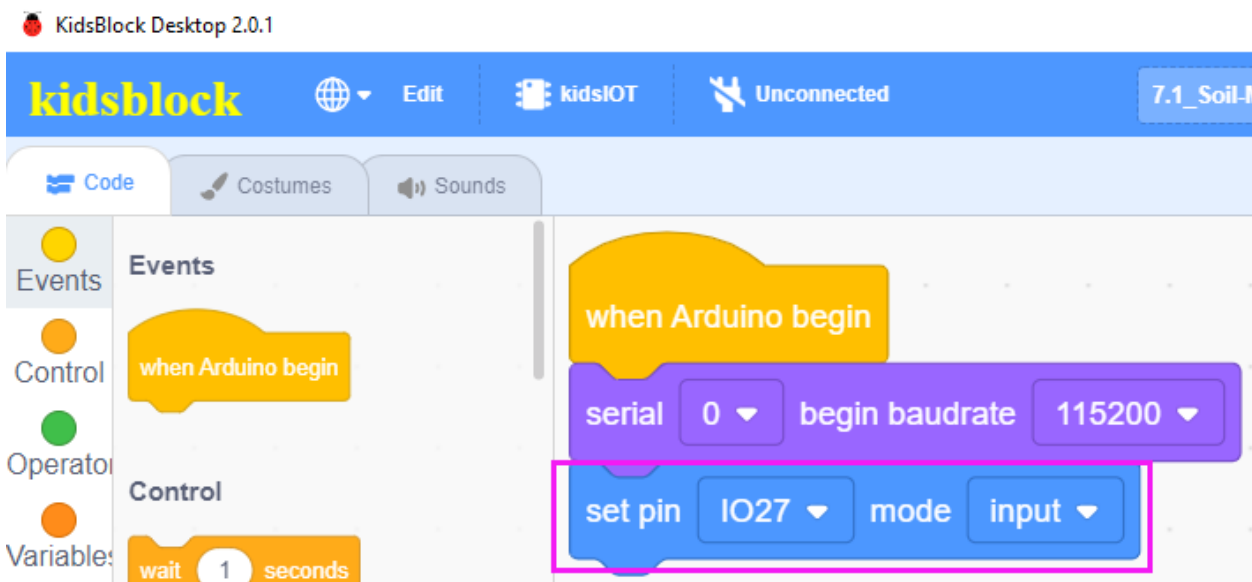 KidsBlock Desktop 2.0.1
kidsblock Edit kidsIOT Unconnected 7.1_Soil-
Code Costumes Sounds
Events
Control
Operator
Variables
Events
when Arduino begin
Control
wait 1 seconds
when Arduino begin
serial 0 begin baudrate 115200
set pin IO27 mode input